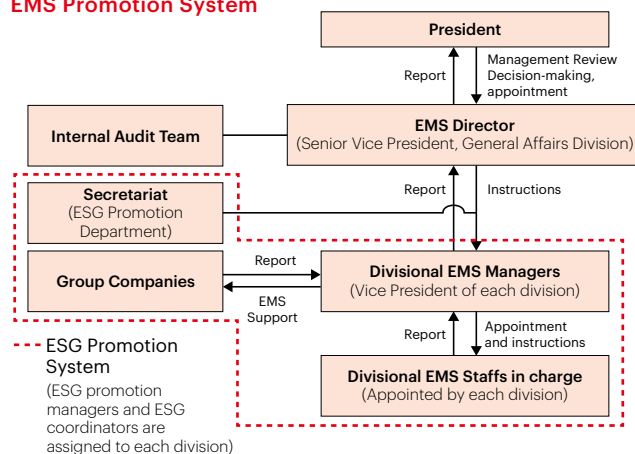 EMS Promotion System
President
Report
Management Review
Decision-making,
appointment
Internal Audit Team
EMS Director
(Senior Vice President, General Affairs Division)
Secretariat
(ESG Promotion
Department)
Report
Instructions
Group Companies
Report
EMS
Support
Divisional EMS Managers
(Vice President of each division)
Report
Appointment
and instructions
Divisional EMS Staffs in charge
(Appointed by each division)
ESG Promotion
System
(ESG promotion
managers and ESG
coordinators are
assigned to each division)